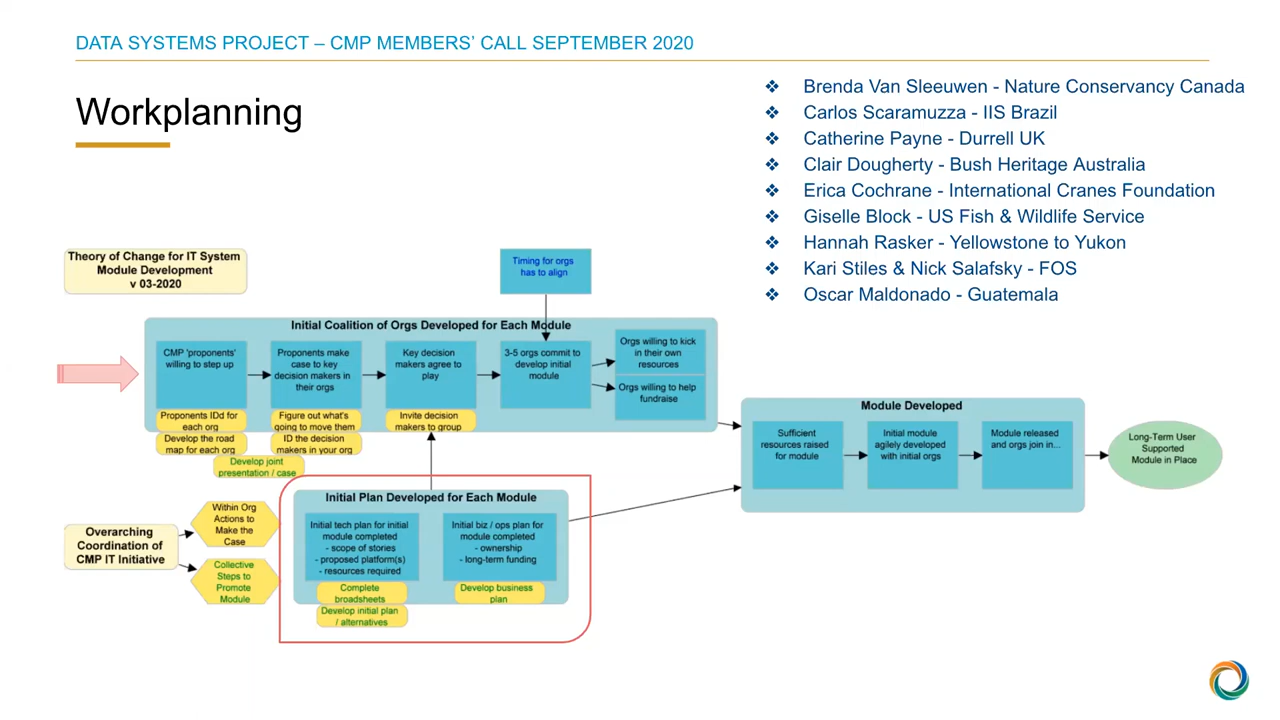 DATA SYSTEMS PROJECT – CMP MEMBERS' CALL SEPTEMBER 2020
Workplanning
❖ Brenda Van Sleeuwen - Nature Conservancy Canada
❖ Carlos Scaramuzza - IIS Brazil
❖ Catherine Payne - Durrell UK
❖ Clair Dougherty - Bush Heritage Australia
❖ Erica Cochrane - International Cranes Foundation
❖ Giselle Block - US Fish & Wildlife Service
❖ Hannah Rasker - Yellowstone to Yukon
❖ Kari Stiles & Nick Salafsky - FOS
❖ Oscar Maldonado - Guatemala
Theory of Change for IT System
Module Development
v 03-2020
Timing for orgs
has to align
Initial Coalition of Orgs Developed for Each Module
CMP 'proponents'
willing to step up
Proponents make
case to key
decision makers in
their orgs
Key decision
makers agree to
play
3-5 orgs commit to
develop initial
module
Orgs willing to kick
in their own
resources
Orgs willing to help
fundraise
Proponents IDd for
each org
Develop the road
map for each org
Figure out what's
going to move them
ID the decision
makers in your org
Develop joint
presentation / case
Invite decision
makers to group
Module Developed
Sufficient
resources raised
for module
Initial module
agilely developed
with initial orgs
Module released
and orgs join in...
Long-Term User
Supported
Module in Place
Overarching
Coordination of
CMP IT Initiative
Within Org
Actions to
Make the
Case
Collective
Steps to
Promote
Module
Initial Plan Developed for Each Module
Initial tech plan for initial
module completed
- scope of stories
- proposed platform(s)
- resources required
Initial biz / ops plan for
module completed
- ownership
- long-term funding
Complete
broadsheets
Develop initial plan
/ alternatives
Develop business
plan